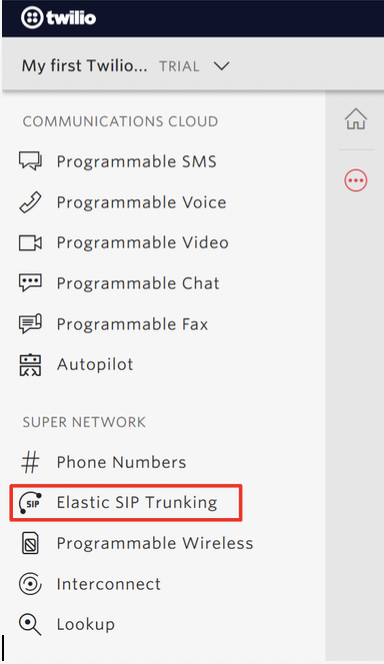 twilio
My first Twilio... TRIAL
COMMUNICATIONS CLOUD
Programmable SMS
Programmable Voice
Programmable Video
Programmable Chat
Programmable Fax
Autopilot
SUPER NETWORK
Phone Numbers
SIP Elastic SIP Trunking
Programmable Wireless
Interconnect
Lookup